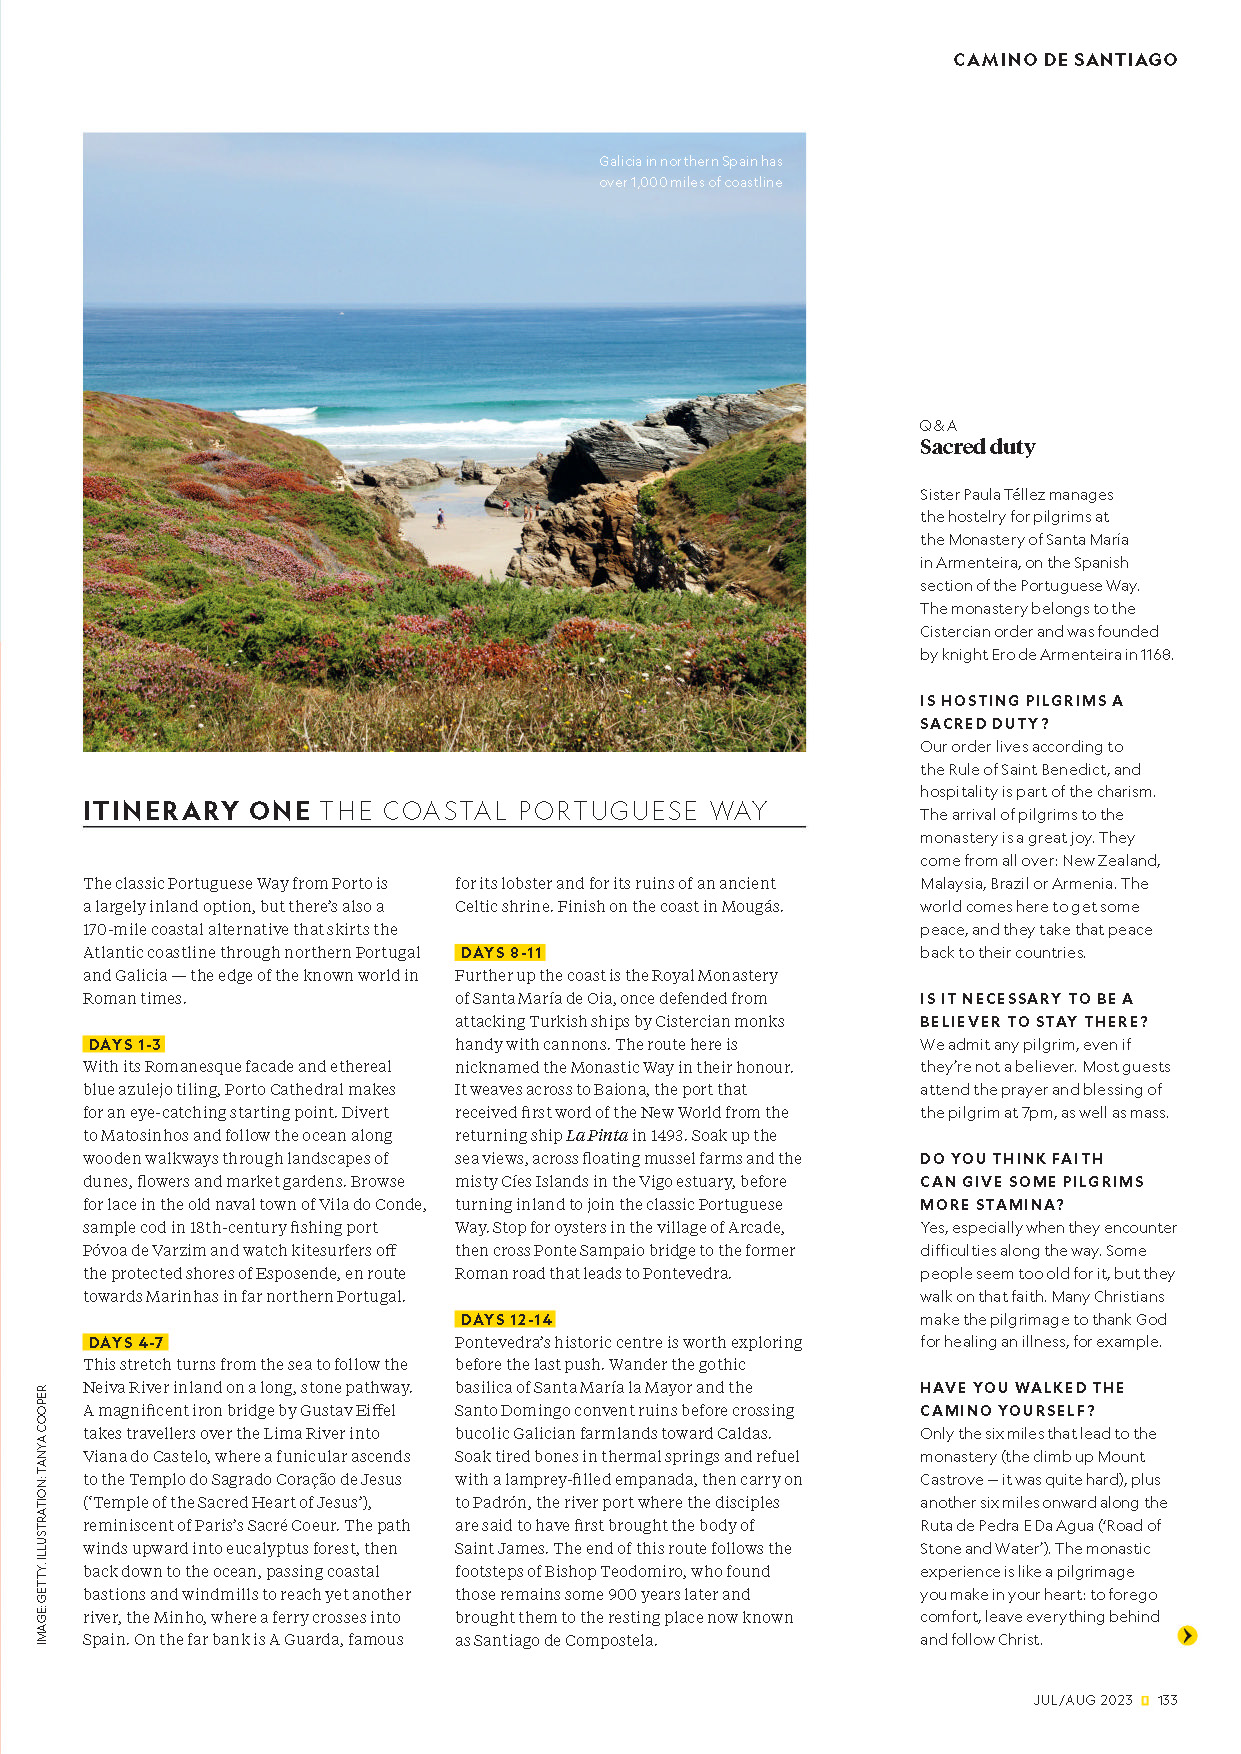 CAMINO DE SANTIAGO
Galicia in northern Spain has
over 1,000 miles of coastline
ITINERARY ONE THE COASTAL PORTUGUESE WAY
The classic Portuguese Way from Porto is
a largely inland option, but there's also a
170-mile coastal alternative that skirts the
Atlantic coastline through northern Portugal
and Galicia — the edge of the known world in
Roman times.
DAYS 1-3
With its Romanesque facade and ethereal
blue azulejo tiling, Porto Cathedral makes
for an eye-catching starting point. Divert
to Matosinhos and follow the ocean along
wooden walkways through landscapes of
dunes, flowers and market gardens. Browse
for lace in the old naval town of Vila do Conde,
sample cod in 18th-century fishing port
Póvoa de Varzim and watch kitesurfers off
the protected shores of Esposende, en route
towards Marinhas in far northern Portugal.
DAYS 4-7
This stretch turns from the sea to follow the
Neiva River inland on a long, stone pathway.
A magnificent iron bridge by Gustav Eiffel
takes travellers over the Lima River into
Viana do Castelo, where a funicular ascends
to the Templo do Sagrado Coração de Jesus
('Temple of the Sacred Heart of Jesus'),
reminiscent of Paris's Sacré Coeur. The path
winds upward into eucalyptus forest, then
back down to the ocean, passing coastal
bastions and windmills to reach yet another
river, the Minho, where a ferry crosses into
Spain. On the far bank is A Guarda, famous
for its lobster and for its ruins of an ancient
Celtic shrine. Finish on the coast in Mougás.
DAYS 8-11
Further up the coast is the Royal Monastery
of Santa María de Oia, once defended from
attacking Turkish ships by Cistercian monks
handy with cannons. The route here is
nicknamed the Monastic Way in their honour.
It weaves across to Baiona, the port that
received first word of the New World from the
returning ship La Pinta in 1493. Soak up the
sea views, across floating mussel farms and the
misty Cíes Islands in the Vigo estuary, before
turning inland to join the classic Portuguese
Way. Stop for oysters in the village of Arcade,
then cross Ponte Sampaio bridge to the former
Roman road that leads to Pontevedra.
DAYS 12-14
Pontevedra's historic centre is worth exploring
before the last push. Wander the gothic
basilica of Santa María la Mayor and the
Santo Domingo convent ruins before crossing
bucolic Galician farmlands toward Caldas.
Soak tired bones in thermal springs and refuel
with a lamprey-filled empanada, then carry on
to Padrón, the river port where the disciples
are said to have first brought the body of
Saint James. The end of this route follows the
footsteps of Bishop Teodomiro, who found
those remains some 900 years later and
brought them to the resting place now known
as Santiago de Compostela.
Q&A
Sacred duty
Sister Paula Téllez manages
the hostelry for pilgrims at
the Monastery of Santa María
in Armenteira, on the Spanish
section of the Portuguese Way.
The monastery belongs to the
Cistercian order and was founded
by knight Ero de Armenteira in 1168.
IS HOSTING PILGRIMS A
SACRED DUTY?
Our order lives according to
the Rule of Saint Benedict, and
hospitality is part of the charism.
The arrival of pilgrims to the
monastery is a great joy. They
come from all over: New Zealand,
Malaysia, Brazil or Armenia. The
world comes here to get some
peace, and they take that peace
back to their countries.
IS IT NECESSARY TO BE A
BELIEVER TO STAY THERE?
We admit any pilgrim, even if
they're not a believer. Most guests
attend the prayer and blessing of
the pilgrim at 7pm, as well as mass.
DO YOU THINK FAITH
CAN GIVE SOME PILGRIMS
MORE STAMINA?
Yes, especially when they encounter
difficulties along the way. Some
people seem too old for it, but they
walk on that faith. Many Christians
make the pilgrimage to thank God
for healing an illness, for example.
HAVE YOU WALKED THE
CAMINO YOURSELF?
Only the six miles that lead to the
monastery (the climb up Mount
Castrove — it was quite hard), plus
another six miles onward along the
Ruta de Pedra E Da Agua ('Road of
Stone and Water'). The monastic
experience is like a pilgrimage
you make in your heart: to forego
comfort, leave everything behind
and follow Christ.
IMAGE: GETTY. ILLUSTRATION: TANYA COOPER
JUL/AUG 2023 133